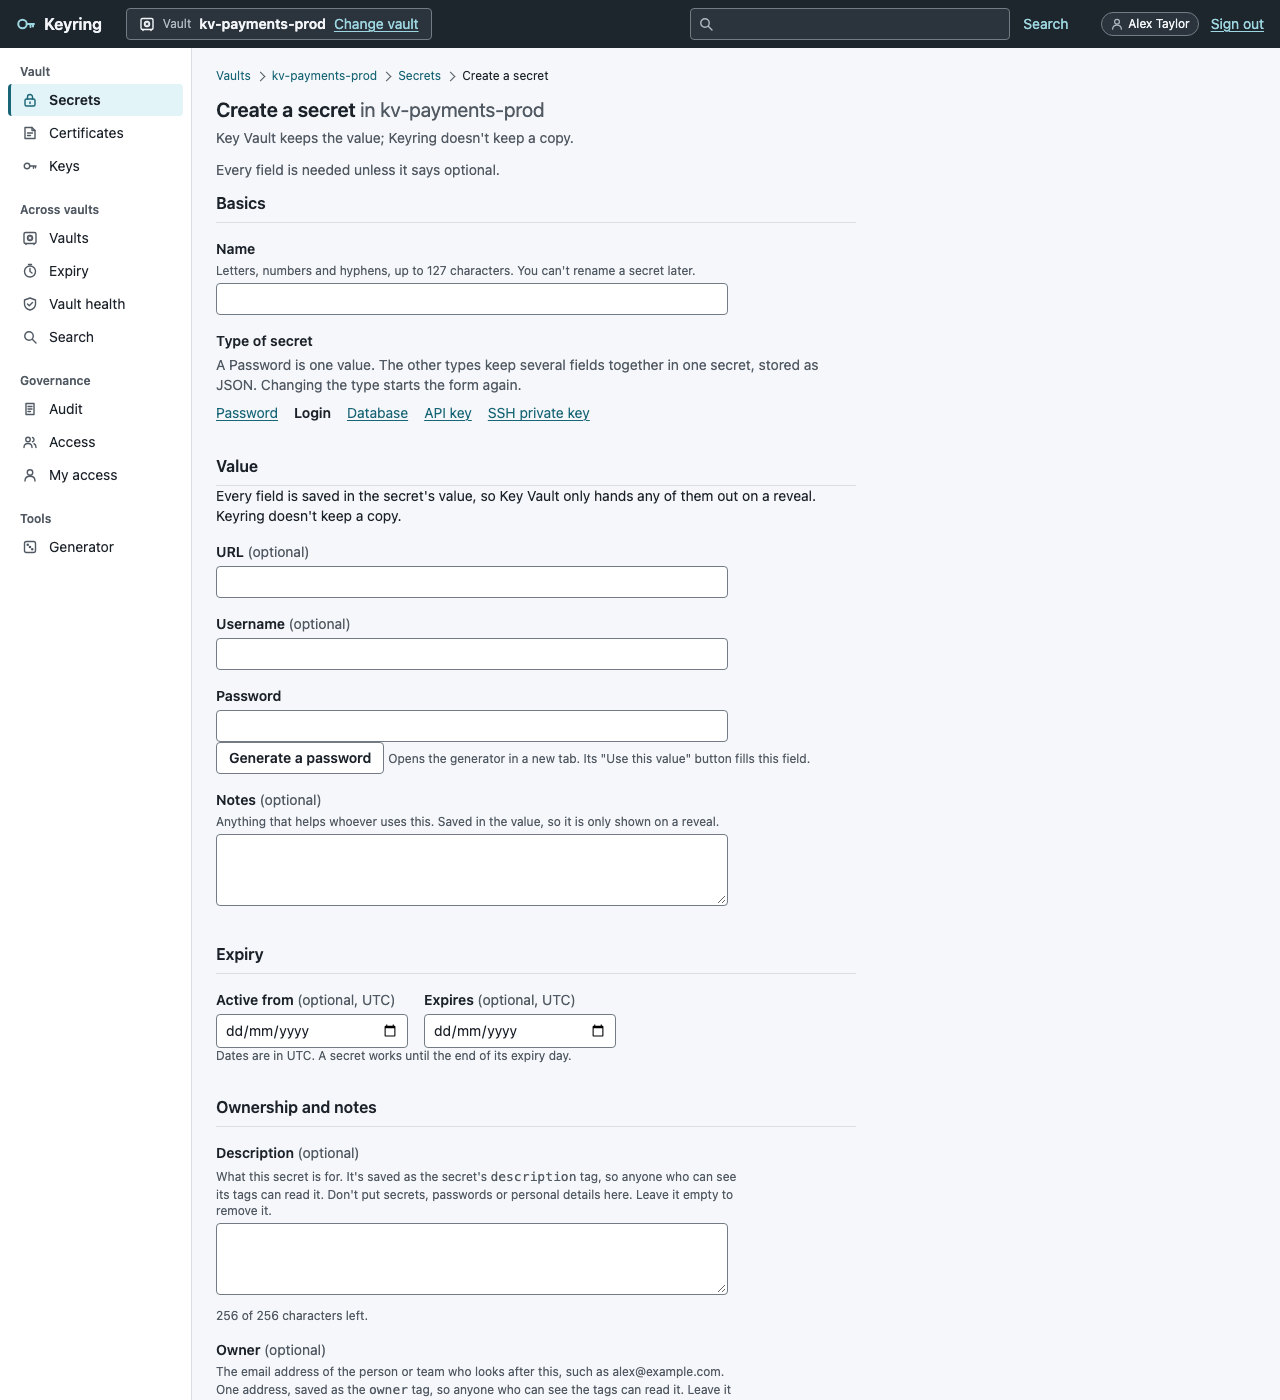 Keyring
Vault kv-payments-prod Change vault
Search
Alex Taylor
Sign out
Vault
Secrets
Certificates
Keys
Across vaults
Vaults
Expiry
Vault health
Search
Governance
Audit
Access
My access
Tools
Generator
Vaults > kv-payments-prod > Secrets > Create a secret
Create a secret in kv-payments-prod
Key Vault keeps the value; Keyring doesn't keep a copy.
Every field is needed unless it says optional.
Basics
Name
Letters, numbers and hyphens, up to 127 characters. You can't rename a secret later.
Type of secret
A Password is one value. The other types keep several fields together in one secret, stored as
JSON. Changing the type starts the form again.
Password Login Database API key SSH private key
Value
Every field is saved in the secret's value, so Key Vault only hands any of them out on a reveal.
Keyring doesn't keep a copy.
URL (optional)
Username (optional)
Password
Generate a password Opens the generator in a new tab. Its "Use this value" button fills this field.
Notes (optional)
Anything that helps whoever uses this. Saved in the value, so it is only shown on a reveal.
Expiry
Active from (optional, UTC) Expires (optional, UTC)
dd/mm/yyyy dd/mm/yyyy
Dates are in UTC. A secret works until the end of its expiry day.
Ownership and notes
Description (optional)
What this secret is for. It's saved as the secret's description tag, so anyone who can see
its tags can read it. Don't put secrets, passwords or personal details here. Leave it empty to
remove it.
256 of 256 characters left.
Owner (optional)
The email address of the person or team who looks after this, such as alex@example.com.
One address, saved as the owner tag, so anyone who can see the tags can read it. Leave it